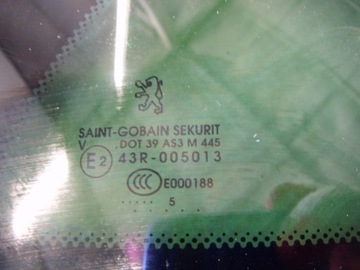 SAINT-GOBAIN SEKURIT
V .DOT 39 AS3 M 445
E2 43R-005013
CCC E000188
..... 5 ....